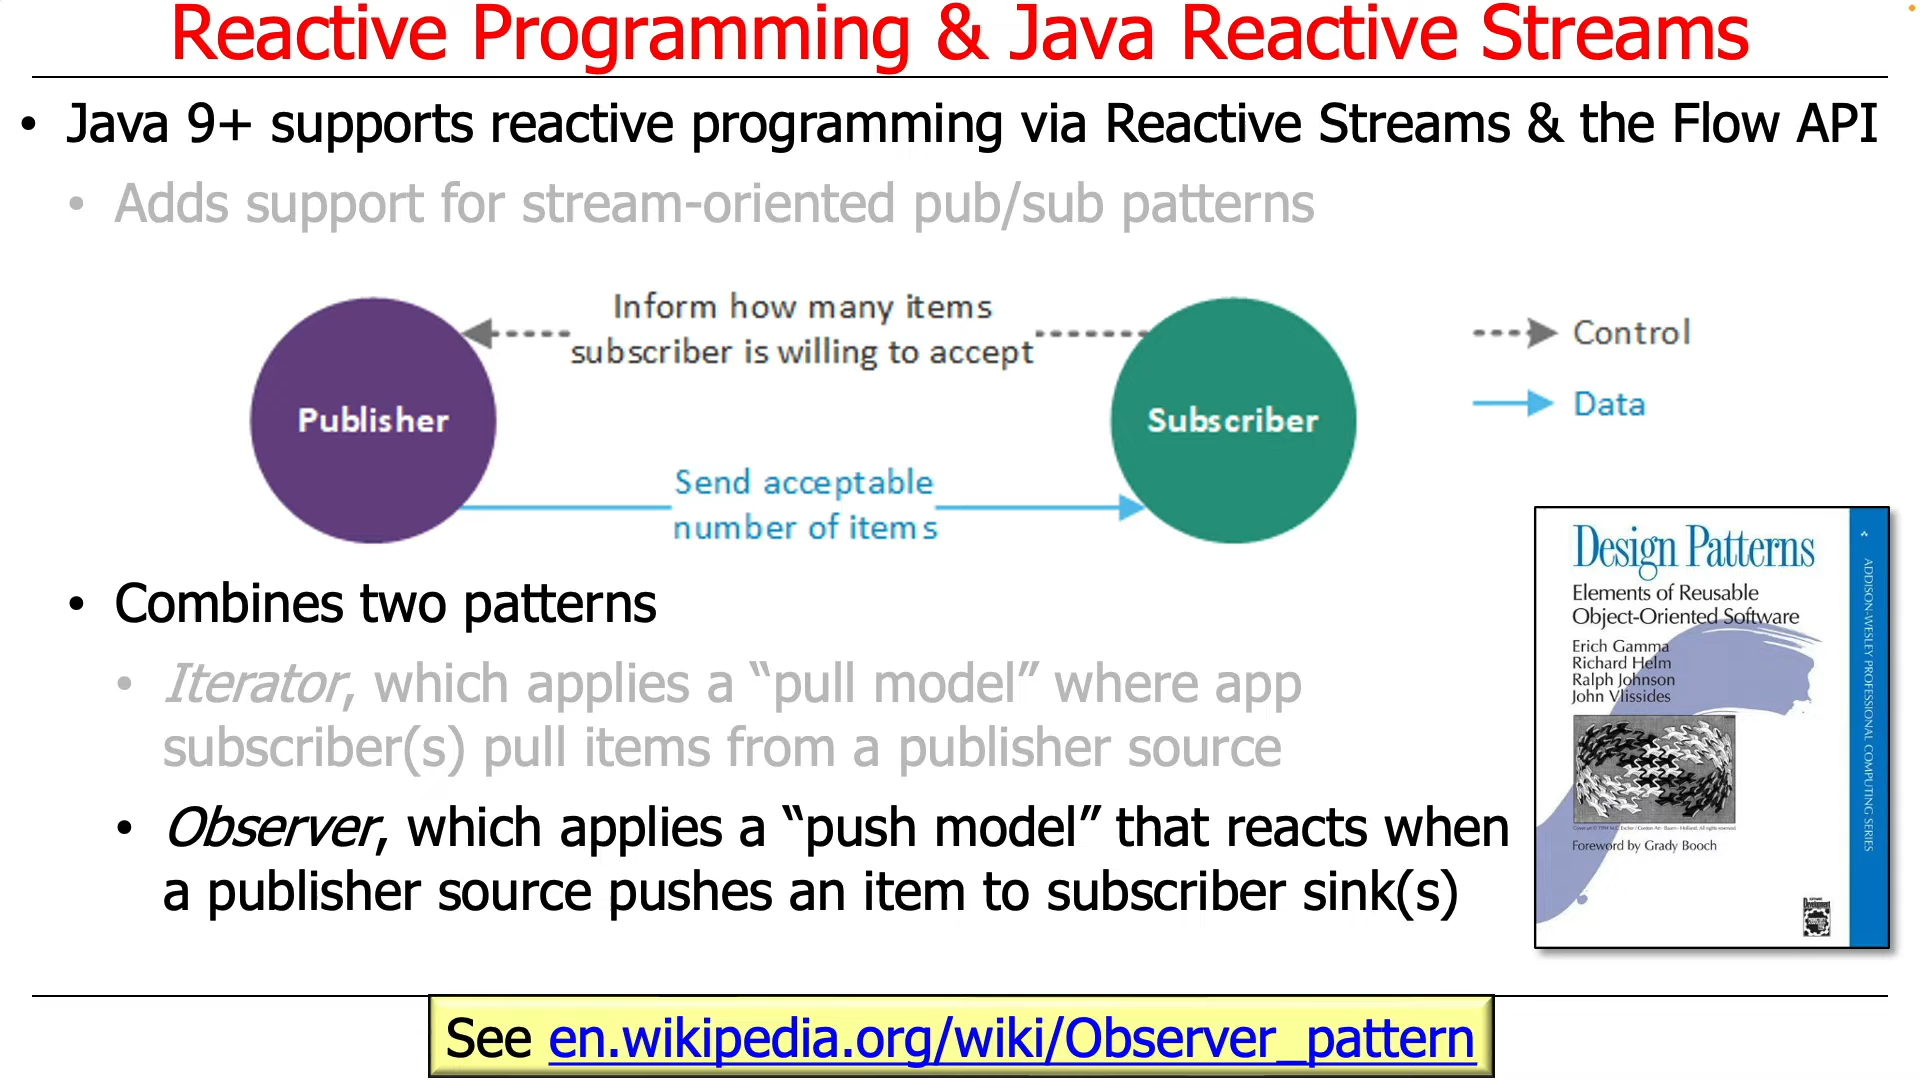 Reactive Programming & Java Reactive Streams
• Java 9+ supports reactive programming via Reactive Streams & the Flow API
• Adds support for stream-oriented pub/sub patterns
Inform how many items
subscriber is willing to accept
Control
Data
Publisher
Subscriber
Send acceptable
number of items
• Combines two patterns
• Iterator, which applies a “pull model” where app
subscriber(s) pull items from a publisher source
• Observer, which applies a “push model” that reacts when
a publisher source pushes an item to subscriber sink(s)
Design Patterns
Elements of Reusable
Object-Oriented Software
Erich Gamma
Richard Helm
Ralph Johnson
John Vlissides
Foreword by Grady Booch
ADDISON-WESLEY PROFESSIONAL COMPUTING SERIES
See en.wikipedia.org/wiki/Observer_pattern